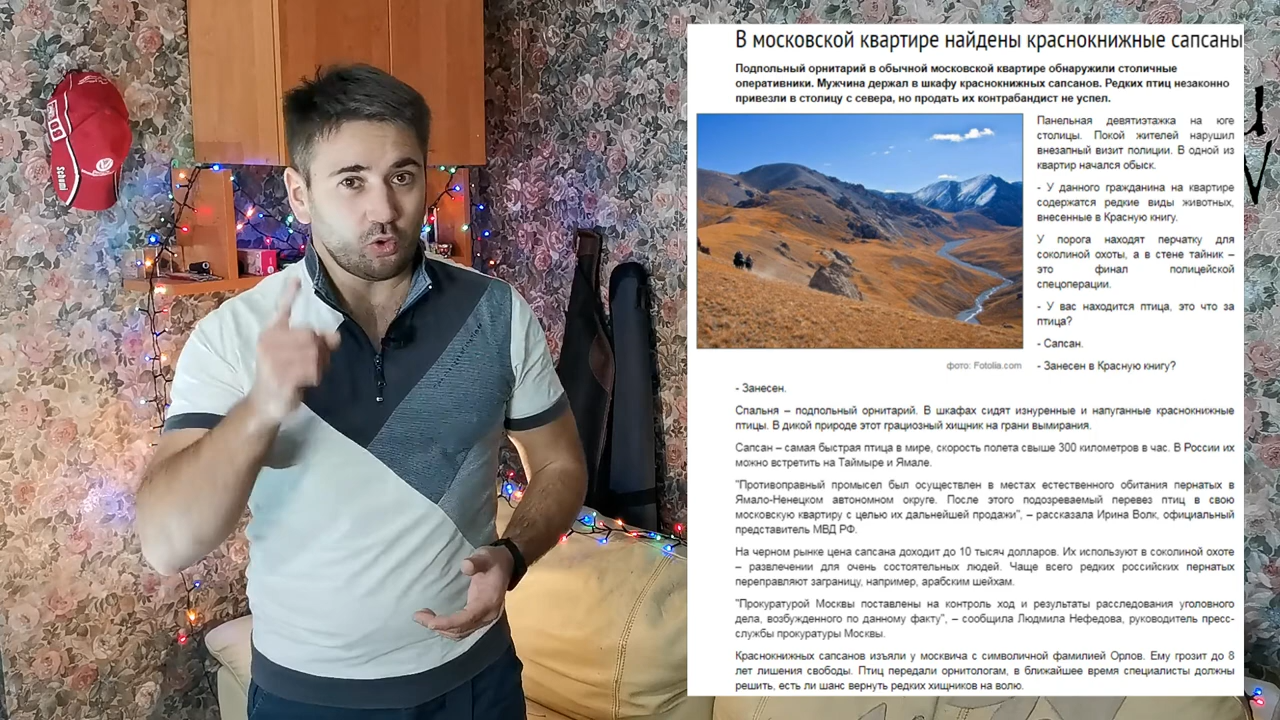 В московской квартире найдены краснокнижные сапсаны
Подпольный орнитарий в обычной московской квартире обнаружили столичные
оперативники. Мужчина держал в шкафу краснокнижных сапсанов. Редких птиц незаконно
привезли в столицу с севера, но продать их контрабандист не успел.
Панельная девятиэтажка на юге
столицы. Покой жителей нарушил
внезапный визит полиции. В одной из
квартир начался обыск.
- У данного гражданина на квартире
содержатся редкие виды животных,
внесенные в Красную книгу.
У порога находят перчатку для
соколиной охоты, а в стене тайник –
это финал полицейской
спецоперации.
- У вас находится птица, это что за
птица?
- Сапсан.
фото: Fotolia.com
- Занесен в Красную книгу?
- Занесен.
Спальня – подпольный орнитарий. В шкафах сидят изнуренные и напуганные краснокнижные
птицы. В дикой природе этот грациозный хищник на грани вымирания.
Сапсан – самая быстрая птица в мире, скорость полета свыше 300 километров в час. В России их
можно встретить на Таймыре и Ямале.
"Противоправный промысел был осуществлен в местах естественного обитания пернатых в
Ямало-Ненецком автономном округе. После этого подозреваемый перевез птиц в свою
московскую квартиру с целью их дальнейшей продажи", – рассказала Ирина Волк, официальный
представитель МВД РФ.
На черном рынке цена сапсана доходит до 10 тысяч долларов. Их используют в соколиной охоте
– развлечении для очень состоятельных людей. Чаще всего редких российских пернатых
переправляют заграницу, например, арабским шейхам.
"Прокуратурой Москвы поставлены на контроль ход и результаты расследования уголовного
дела, возбужденного по данному факту", – сообщила Людмила Нефедова, руководитель пресс-
службы прокуратуры Москвы.
Краснокнижных сапсанов изъяли у москвича с символичной фамилией Орлов. Ему грозит до 8
лет лишения свободы. Птиц передали орнитологам, в ближайшее время специалисты должны
решить, есть ли шанс вернуть редких хищников на волю.